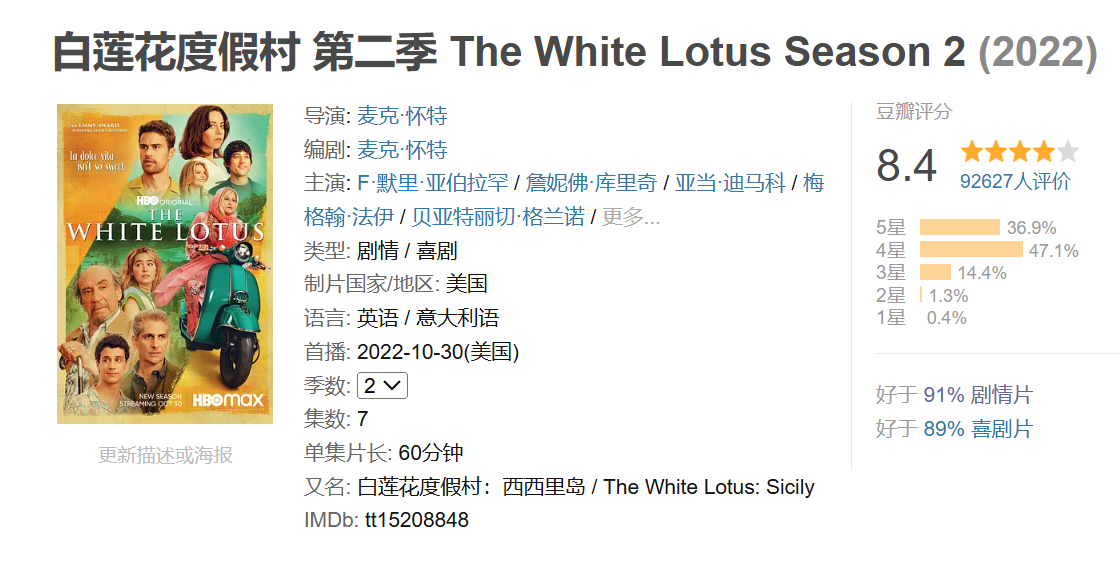 白莲花度假村 第二季 The White Lotus Season 2 (2022)
la dolce vita
isn't so sweet.
HBO ORIGINAL
THE
WHITE LOTUS
NEW SEASON
STREAMING OCT 30
HBOmax
更新描述或海报
导演: 麦克·怀特
编剧: 麦克·怀特
主演: F·默里·亚伯拉罕 / 詹妮佛·库里奇 / 亚当·迪马科 / 梅
格翰·法伊 / 贝亚特丽切·格兰诺 / 更多...
类型: 剧情 / 喜剧
制片国家/地区: 美国
语言: 英语 / 意大利语
首播: 2022-10-30(美国)
季数: 2
集数: 7
单集片长: 60分钟
又名: 白莲花度假村：西西里岛 / The White Lotus: Sicily
IMDb: tt15208848
豆瓣评分
8.4
92627人评价
5星 36.9%
4星 47.1%
3星 14.4%
2星 1.3%
1星 0.4%
好于 91% 剧情片
好于 89% 喜剧片